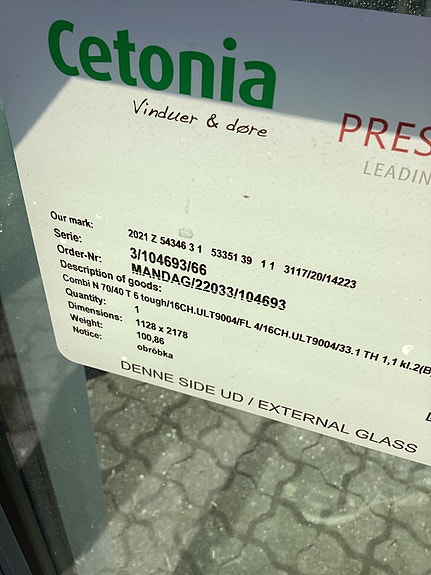 Cetonia
Vinduer & døre
PRES
LEADIN
Our mark: 2021 Z 54346 3 1 53351 39 1 1 3117/20/14223
Serie: 3/104693/66
Order-Nr: MANDAG/22033/104693
Description of goods:
Combi N 70/40 T 6 tough/16CH.ULT9004/FL 4/16CH.ULT9004/33.1 TH 1,1 kl.2(B
Quantity: 1
Dimensions: 1128 x 2178
Weight: 100,86
Notice: obróbka
DENNE SIDE UD / EXTERNAL GLASS